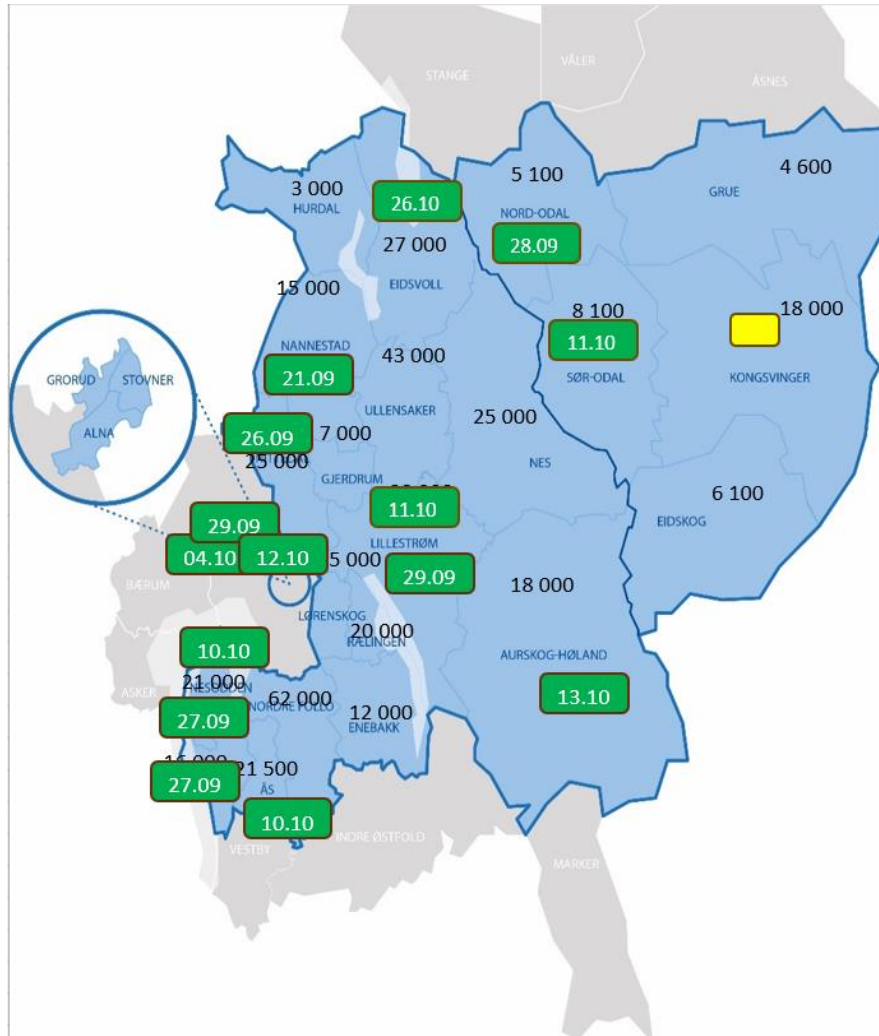 VÅLER
STANGE
ÅSNES
4 600
5 100
GRUE
3 000
HURDAL
26.10
NORD-ODAL
28.09
27 000
EIDSVOLL
15 000
8 100
18 000
11.10
NANNESTAD
43 000
SØR-ODAL
KONGSVINGER
21.09
GRORUD
STOVNER
ULLENSAKER
25 000
ALNA
26.09
7 000
25 000
NES
GJERDRUM
6 100
11.10
EIDSKOG
29.09
LILLESTRØM
04.10
12.10
5 000
29.09
BÆRUM
18 000
LØRENSKOG
20 000
RÆLINGEN
10.10
AURSKOG-HØLAND
21 000
NESODDEN
ASKER
62 000
NORDRE FOLLO
13.10
27.09
12 000
ENEBAKK
21 500
27.09
ÅS
10.10
INDRE ØSTFOLD
VESTBY
MARKER